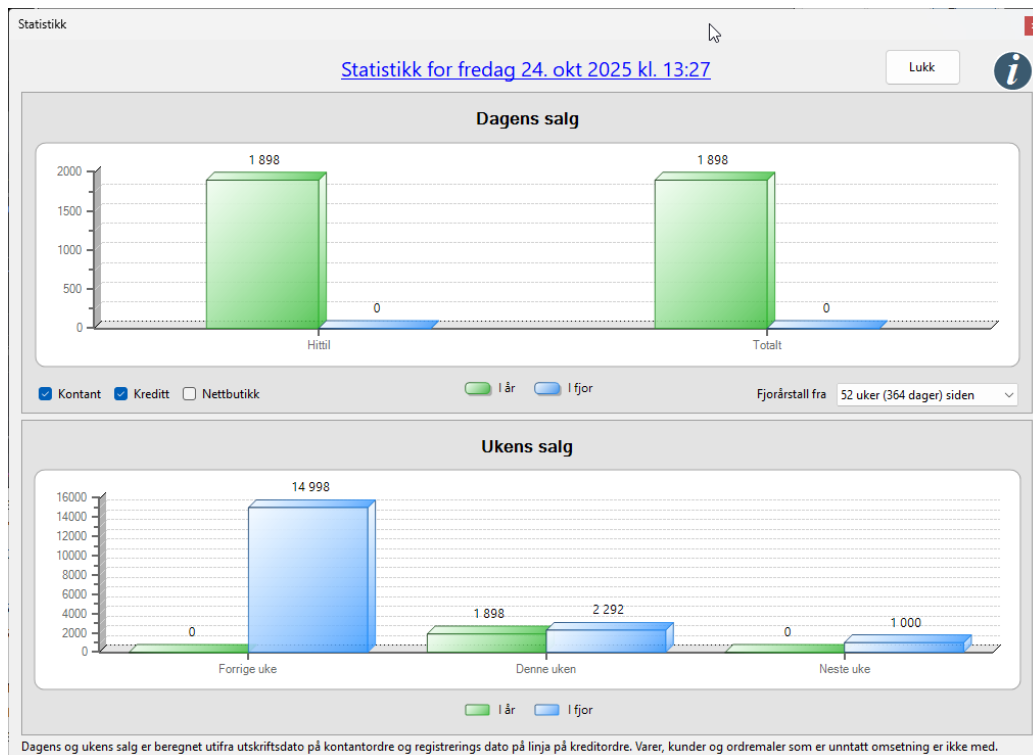 Statistikk
Statistikk for fredag 24. okt 2025 kl. 13:27
Lukk
i
Dagens salg
1 898
1 898
2000
1500
1000
500
0
0
0
Hittil
Totalt
Kontant
Kreditt
Nettbutikk
I år
I fjor
Fjorårstall fra
52 uker (364 dager) siden
Ukens salg
16000
14000
12000
10000
8000
6000
4000
2000
0
14 998
0
1 898
2 292
0
1 000
Forrige uke
Denne uken
Neste uke
I år
I fjor
Dagens og ukens salg er beregnet utifra utskriftsdato på kontantordre og registrerings dato på linja på kreditordre. Varer, kunder og ordremaler som er unntatt omsetning er ikke med.